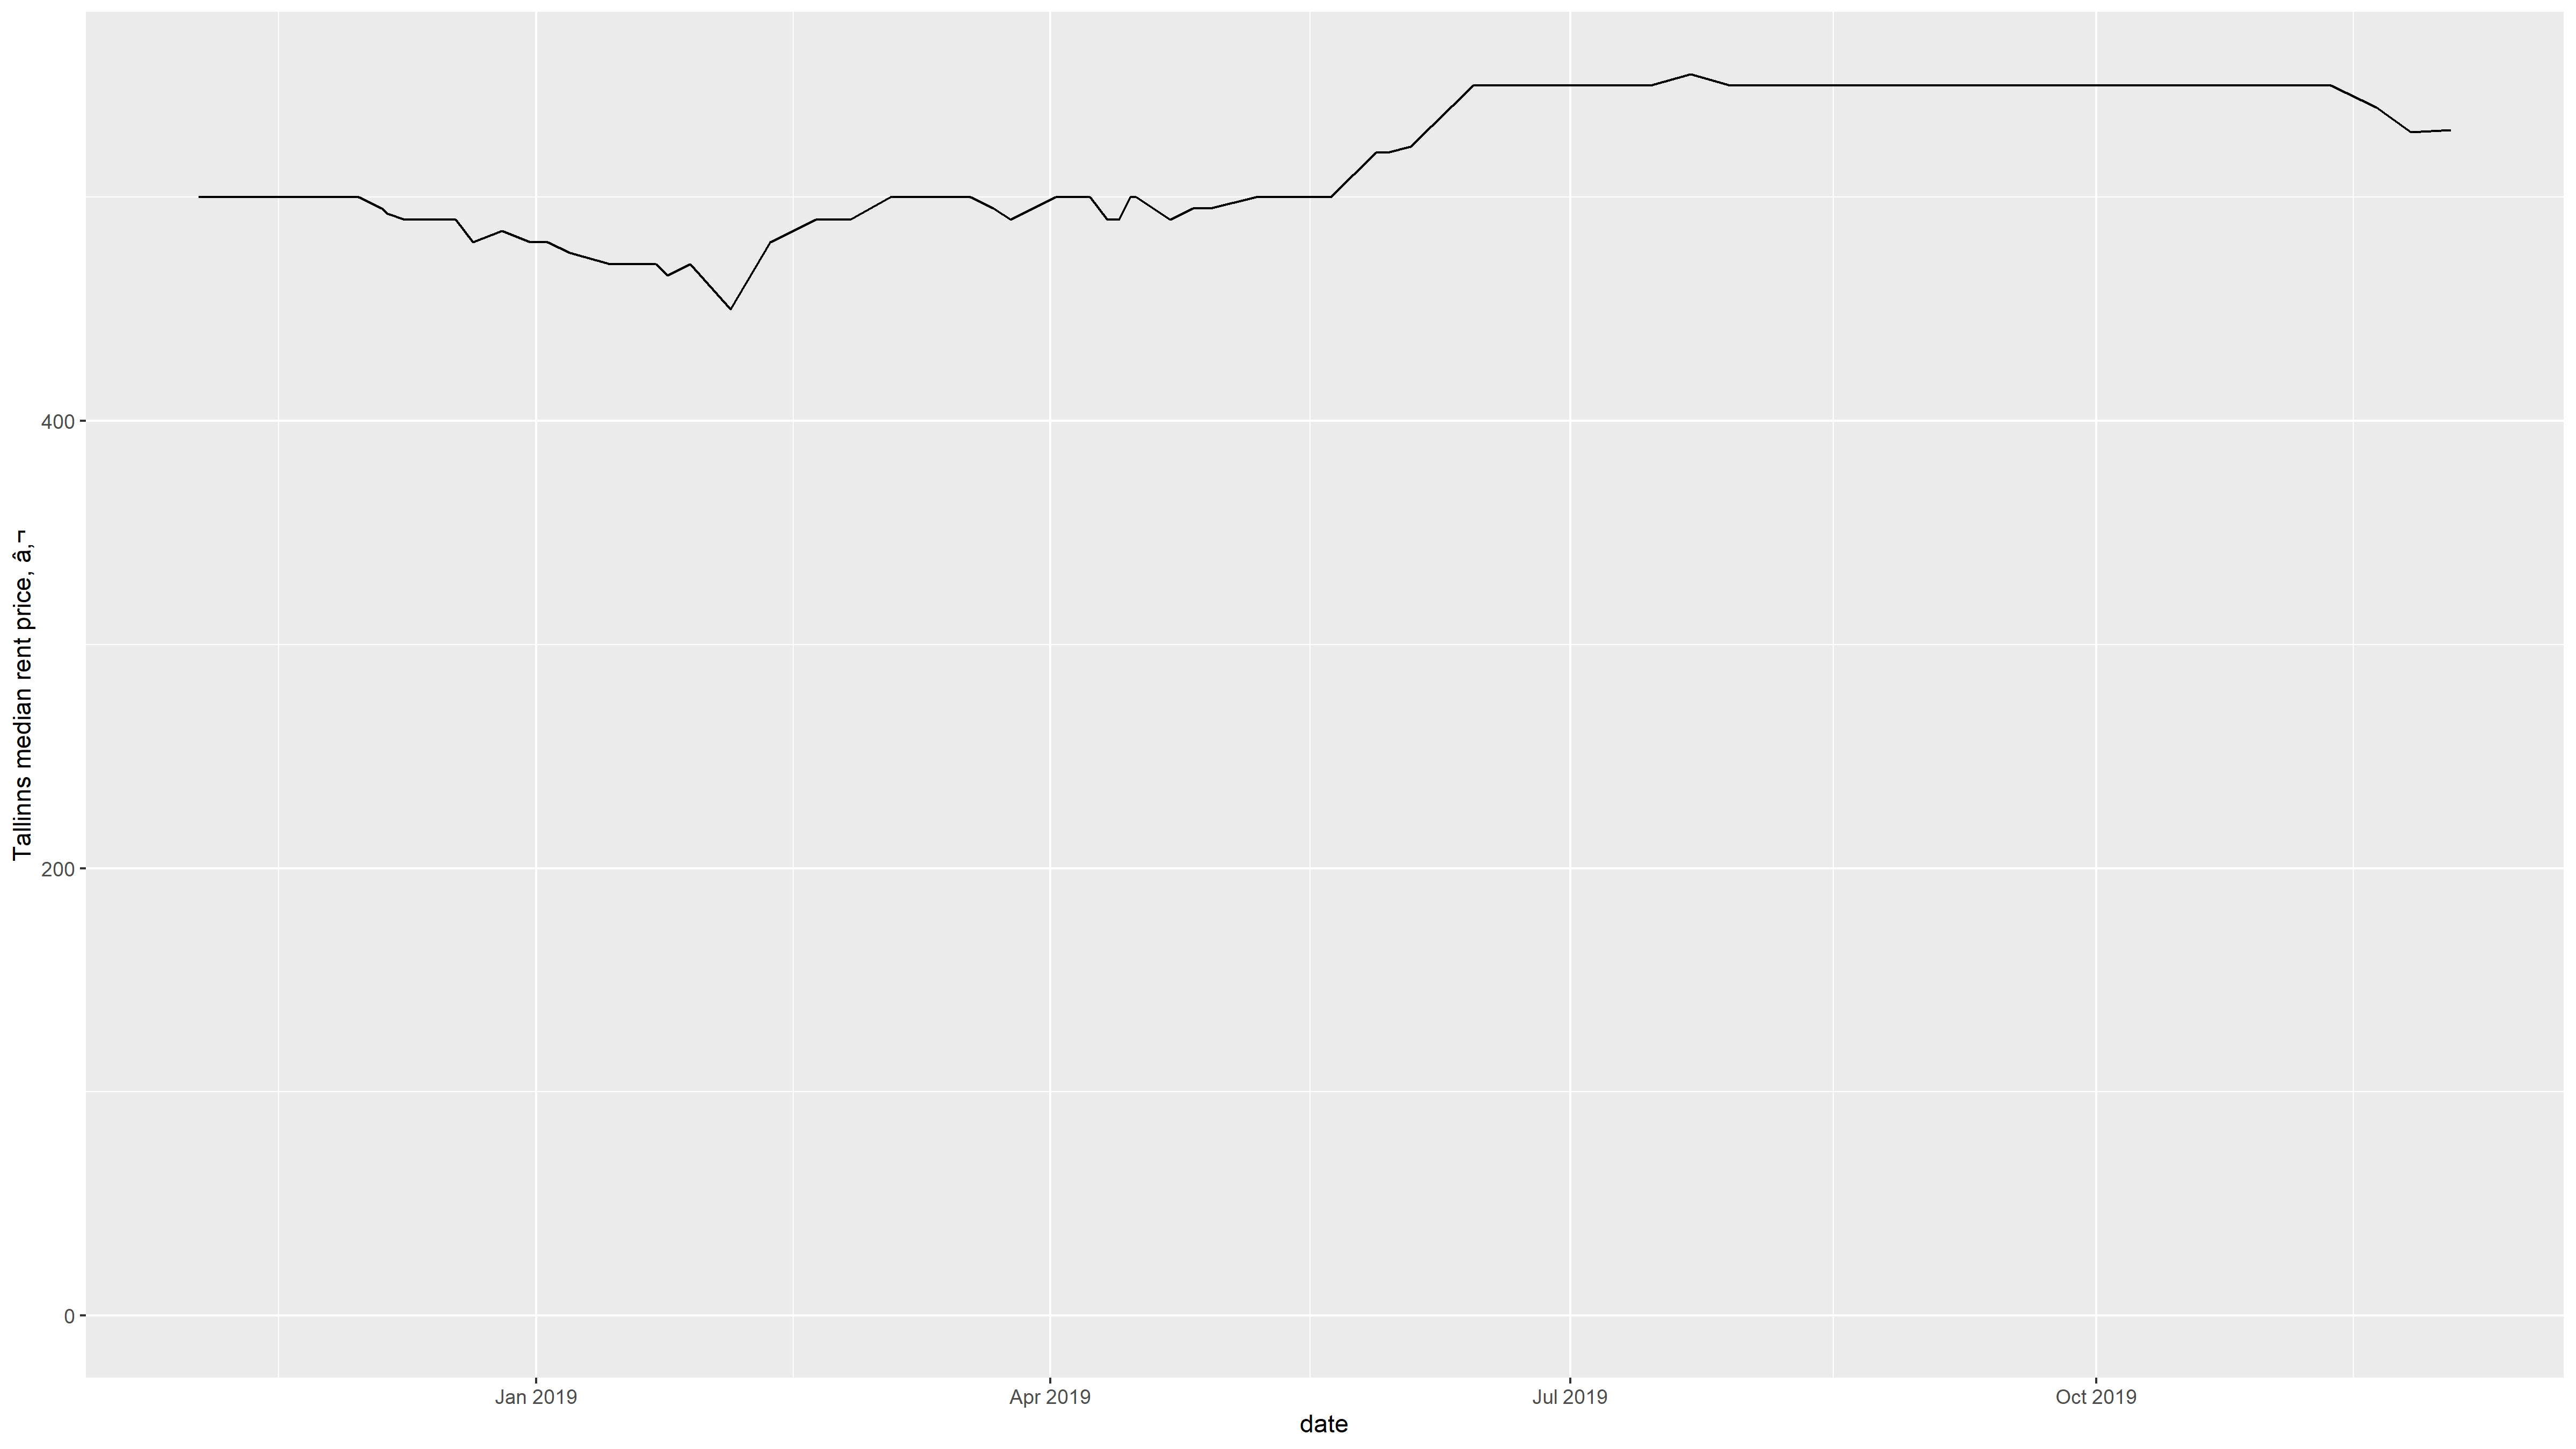 Tallinns median rent price, â‚¬
400
200
0
Jan 2019
Apr 2019
Jul 2019
Oct 2019
date